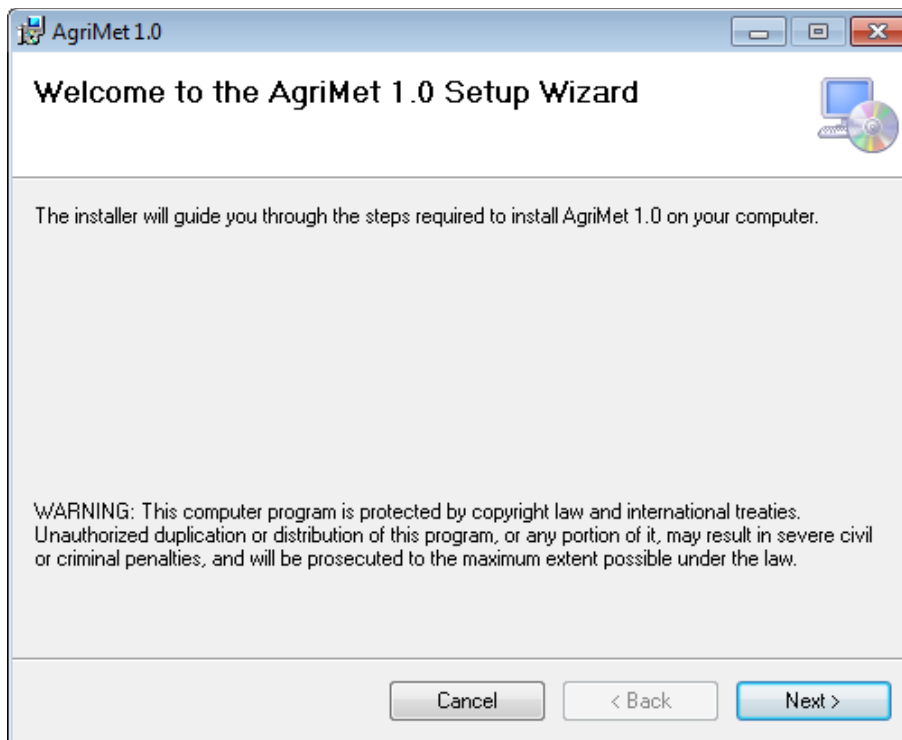 AgriMet 1.0
Welcome to the AgriMet 1.0 Setup Wizard
The installer will guide you through the steps required to install AgriMet 1.0 on your computer.
WARNING: This computer program is protected by copyright law and international treaties.
Unauthorized duplication or distribution of this program, or any portion of it, may result in severe civil
or criminal penalties, and will be prosecuted to the maximum extent possible under the law.
Cancel
< Back
Next >